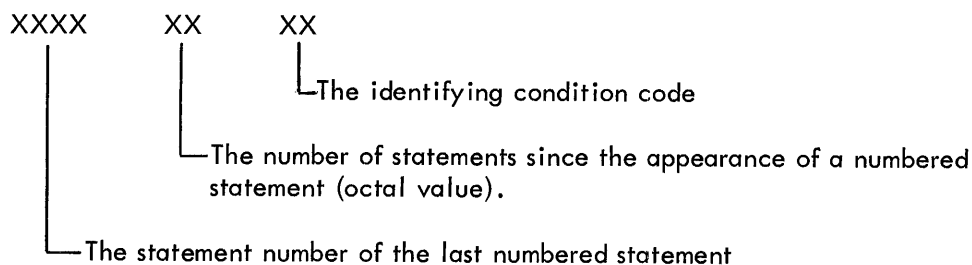 XXXX XX XX
The identifying condition code
The number of statements since the appearance of a numbered
statement (octal value).
The statement number of the last numbered statement